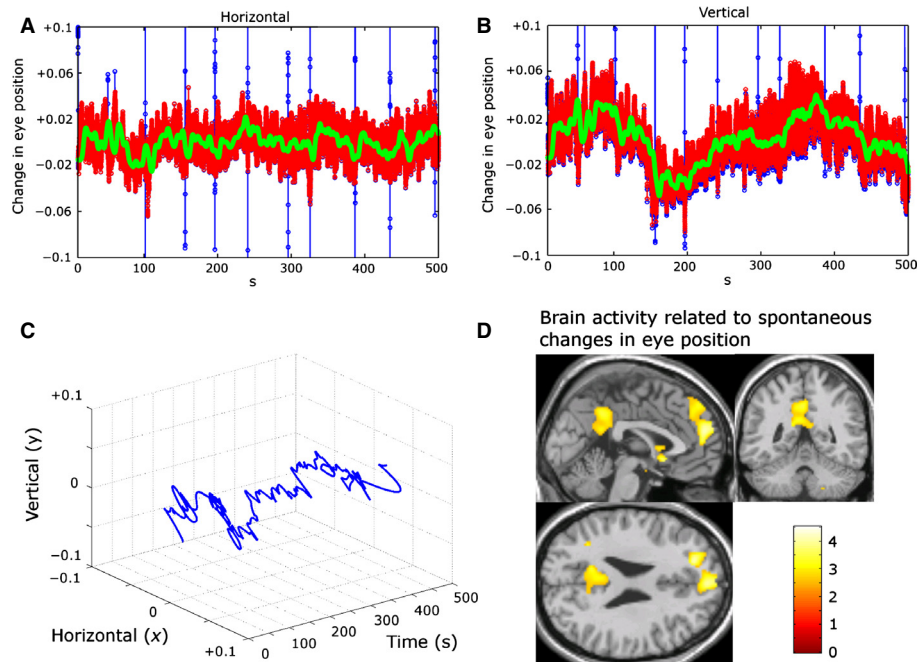 A
Horizontal
Change in eye position
+0.1
+0.06
+0.02
−0.02
−0.06
−0.1
0
100
200
300
400
500
s
B
Vertical
Change in eye position
+0.1
+0.06
+0.02
−0.02
−0.06
−0.1
0
100
200
300
400
500
s
C
Vertical (y)
+0.1
0
−0.1
−0.1
0
+0.1
Horizontal (x)
0
100
200
300
400
500
Time (s)
D
Brain activity related to spontaneous
changes in eye position
4
3
2
1
0